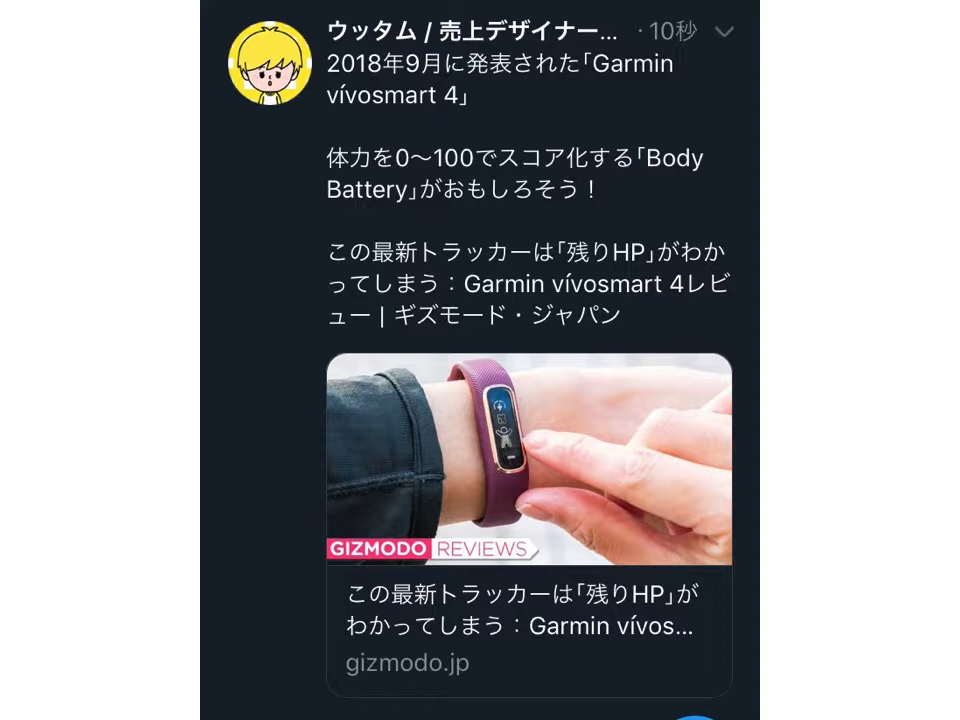 ウッタム / 売上デザイナー... ・10秒
2018年9月に発表された「Garmin
vívosmart 4」
体力を0〜100でスコア化する「Body
Battery」がおもしろそう！
この最新トラッカーは「残りHP」がわか
ってしまう：Garmin vívosmart 4レビ
ュー | ギズモード・ジャパン
GIZMODO REVIEWS
この最新トラッカーは「残りHP」が
わかってしまう：Garmin vívos...
gizmodo.jp